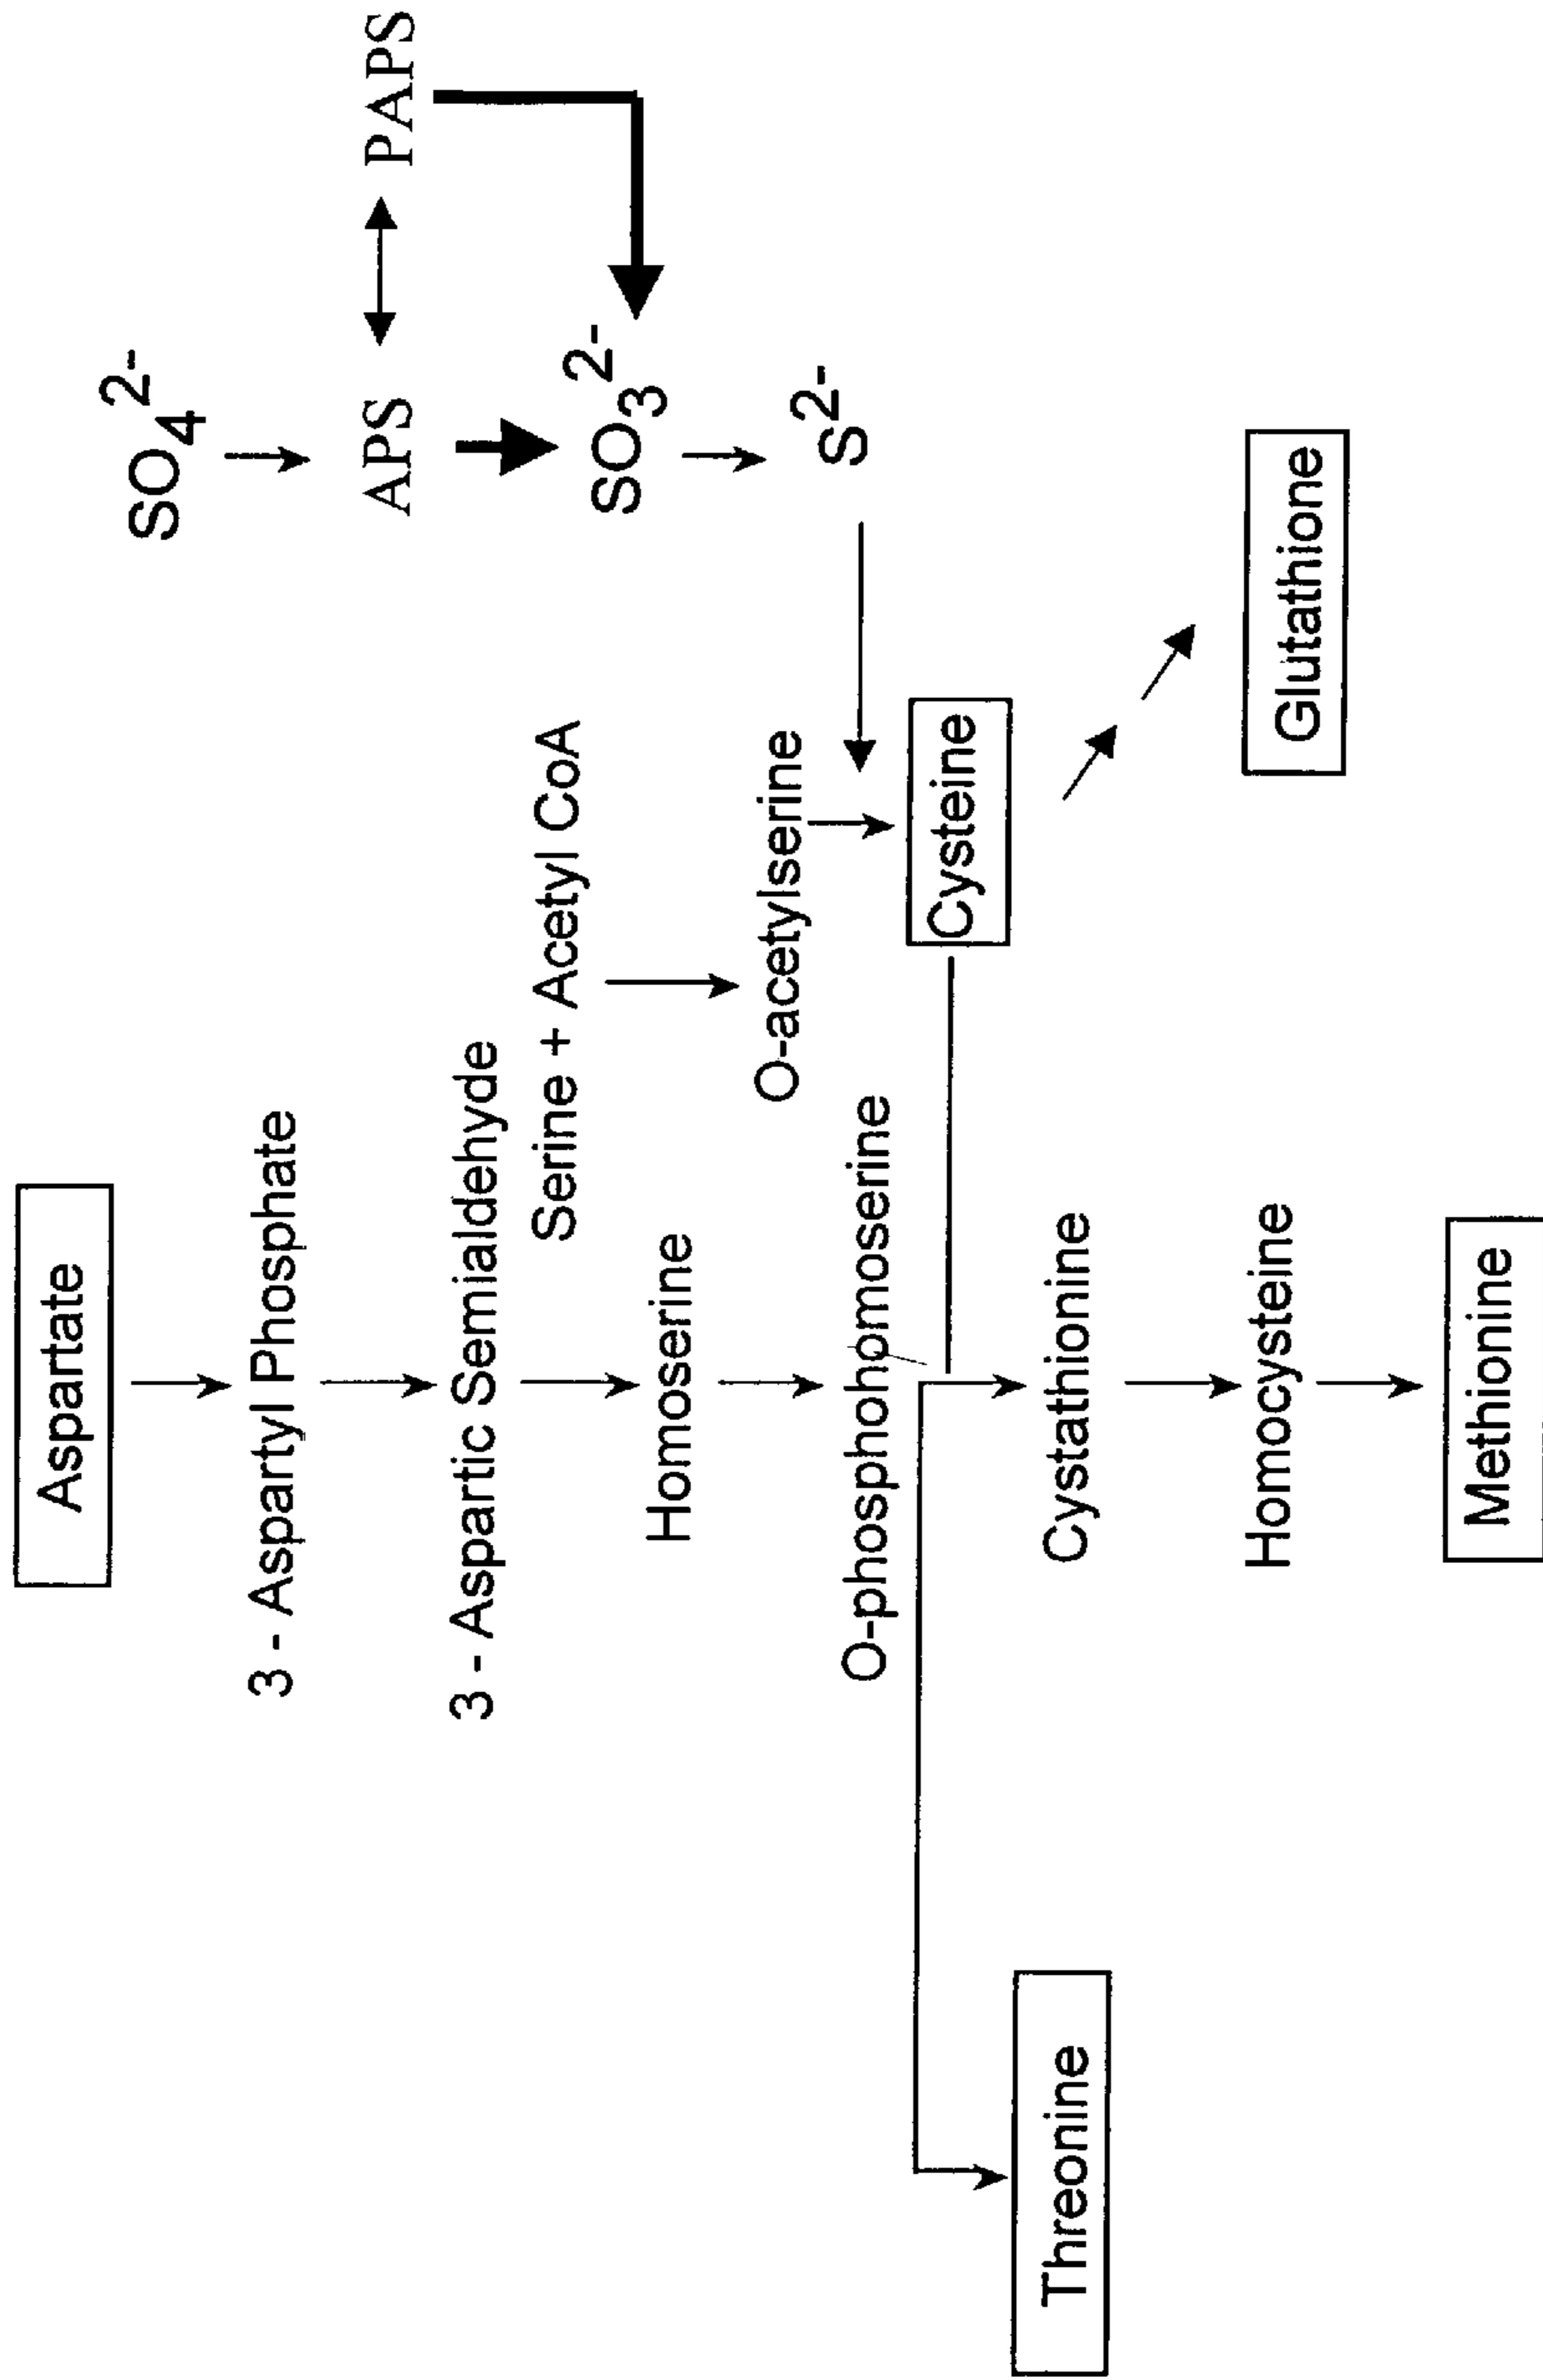 Aspartate
3 - Aspartyl Phosphate
3 - Aspartic Semialdehyde
Homoserine
O-phosphohomoserine
Cystathionine
Homocysteine
Methionine
Threonine
Serine + Acetyl CoA
O-acetylserine
Cysteine
Glutathione
SO4 2-
APS
PAPS
SO3 2-
S2-